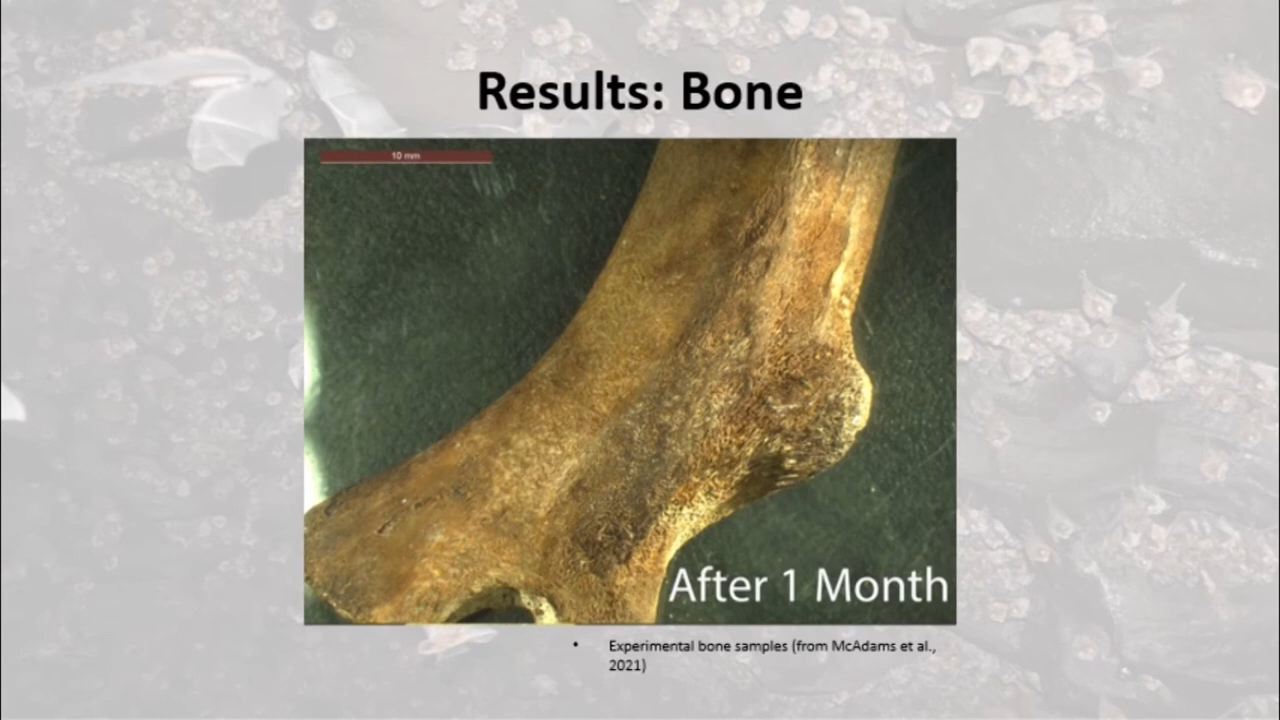 Results: Bone
10 mm
After 1 Month
• Experimental bone samples (from McAdams et al.,
2021)